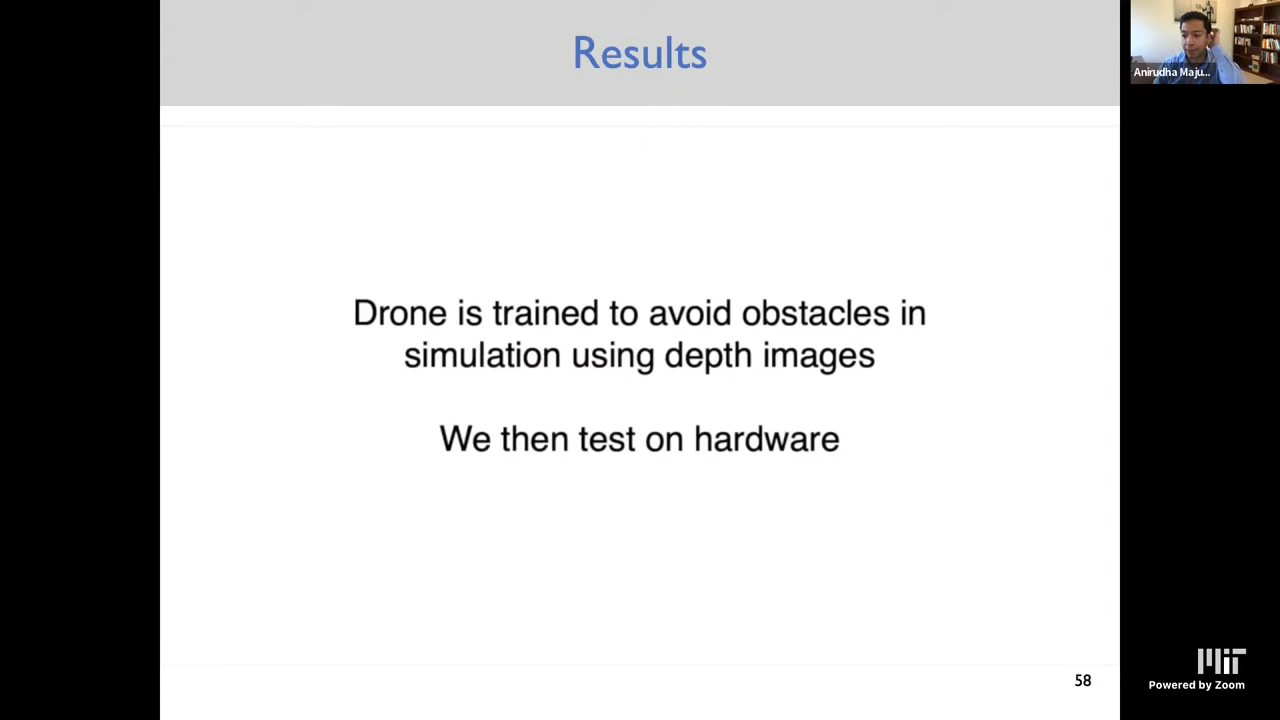 Results
Anirudha Maju...
Drone is trained to avoid obstacles in
simulation using depth images
We then test on hardware
58
MIT
Powered by Zoom